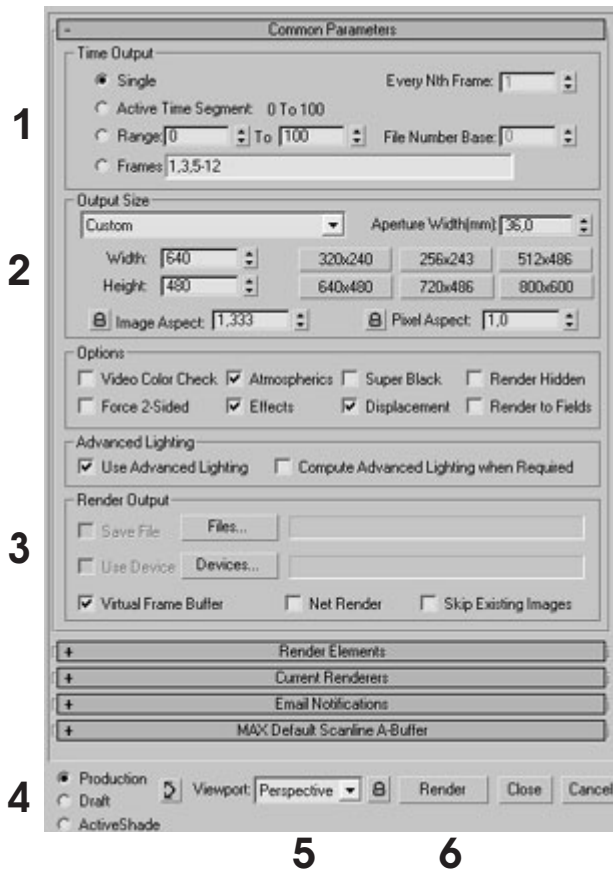 - Common Parameters
Time Output
Single Every Nth Frame: 1
1
Active Time Segment: 0 To 100
Range: 0 To 100 File Number Base: 0
Frames 1,3,5-12
Output Size
Custom Aperture Width(mm): 36,0
2
Width: 640 320x240 256x243 512x486
Height: 480 640x480 720x486 800x600
Image Aspect: 1,333 Pixel Aspect: 1,0
Options
Video Color Check Atmospherics Super Black Render Hidden
Force 2-Sided Effects Displacement Render to Fields
Advanced Lighting
Use Advanced Lighting Compute Advanced Lighting when Required
Render Output
3
Save File Files...
Use Device Devices...
Virtual Frame Buffer Net Render Skip Existing Images
+ Render Elements
+ Current Renderers
+ Email Notifications
+ MAX Default Scanline A-Buffer
4
Production
Draft
ActiveShade
Viewport: Perspective Render Close Cancel
5 6